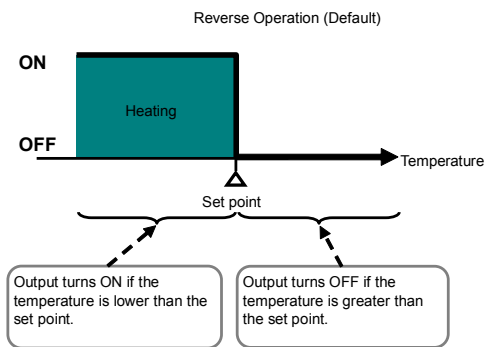 Reverse Operation (Default)
ON
Heating
OFF
Temperature
Set point
Output turns ON if the
temperature is lower than the
set point.
Output turns OFF if the
temperature is greater than
the set point.